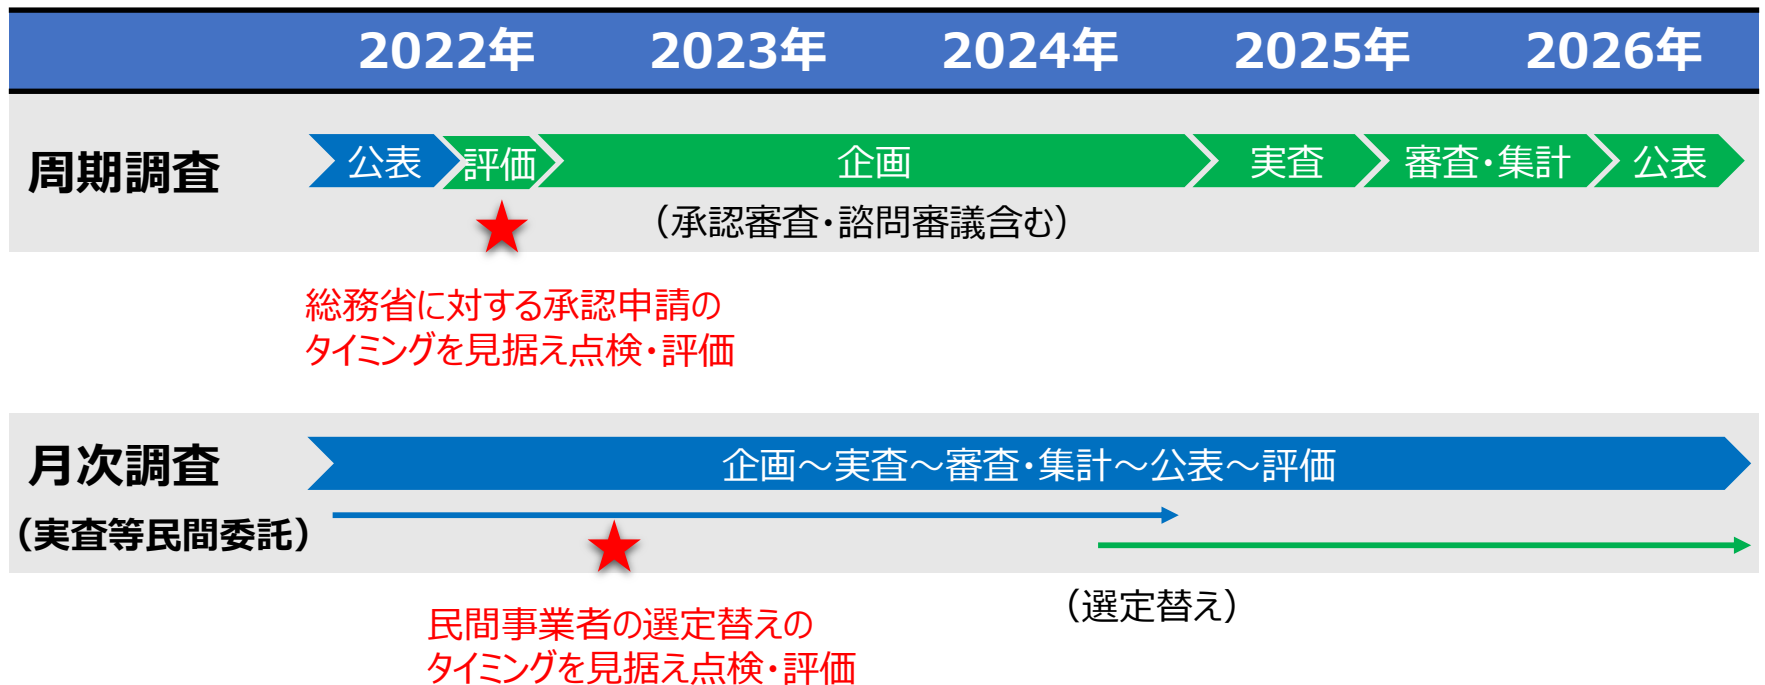 2022年 2023年 2024年 2025年 2026年
周期調査
公表 評価 企画 実査 審査・集計 公表
（承認審査・諮問審議含む）
総務省に対する承認申請の
タイミングを見据え点検・評価
月次調査
（実査等民間委託）
企画～実査～審査・集計～公表～評価
（選定替え）
民間事業者の選定替えの
タイミングを見据え点検・評価